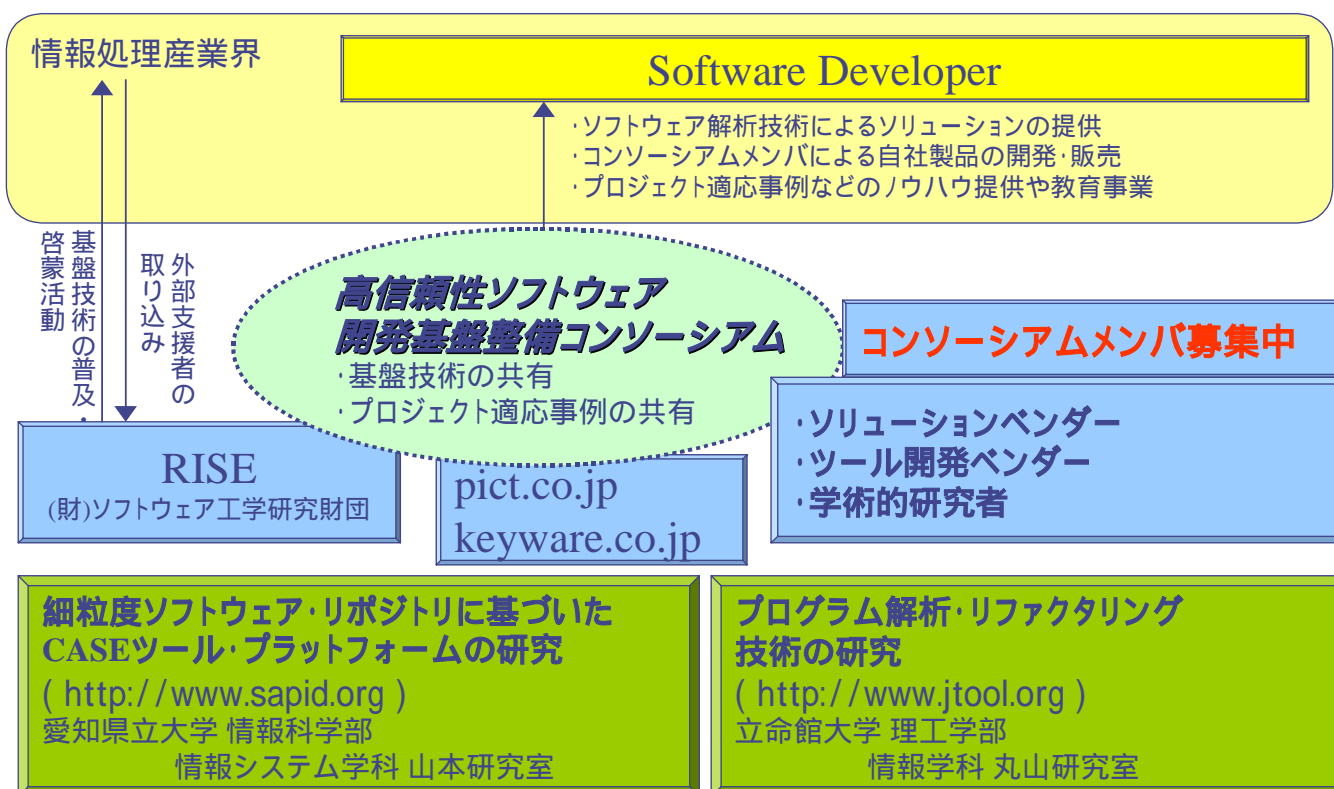 情報処理産業界
Software Developer
・ソフトウェア解析技術によるソリューションの提供
・コンソーシアムメンバによる自社製品の開発・販売
・プロジェクト適応事例などのノウハウ提供や教育事業
基盤技術の普及・
啓蒙活動
外部支援者の
取り込み
高信頼性ソフトウェア
開発基盤整備コンソーシアム
・基盤技術の共有
・プロジェクト適応事例の共有
コンソーシアムメンバ募集中
・ソリューションベンダー
・ツール開発ベンダー
・学術的研究者
RISE
(財)ソフトウェア工学研究財団
pict.co.jp
keyware.co.jp
細粒度ソフトウェア・リポジトリに基づいた
CASEツール・プラットフォームの研究
( http://www.sapid.org )
愛知県立大学 情報科学部
情報システム学科 山本研究室
プログラム解析・リファクタリング
技術の研究
( http://www.jtool.org )
立命館大学 理工学部
情報学科 丸山研究室